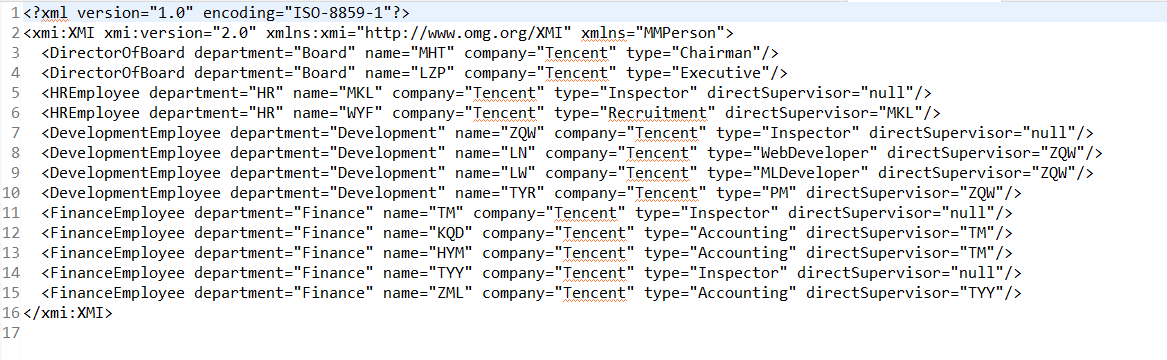 1 <?xml version="1.0" encoding="ISO-8859-1"?>
2 <xmi:XMI xmi:version="2.0" xmlns:xmi="http://www.omg.org/XMI" xmlns="MMPerson">
3 <DirectorOfBoard department="Board" name="MHT" company="Tencent" type="Chairman"/>
4 <DirectorOfBoard department="Board" name="LZP" company="Tencent" type="Executive"/>
5 <HREmployee department="HR" name="MKL" company="Tencent" type="Inspector" directSupervisor="null"/>
6 <HREmployee department="HR" name="WYF" company="Tencent" type="Recruitment" directSupervisor="MKL"/>
7 <DevelopmentEmployee department="Development" name="ZQW" company="Tencent" type="Inspector" directSupervisor="null"/>
8 <DevelopmentEmployee department="Development" name="LN" company="Tencent" type="WebDeveloper" directSupervisor="ZQW"/>
9 <DevelopmentEmployee department="Development" name="LW" company="Tencent" type="MLDeveloper" directSupervisor="ZQW"/>
10 <DevelopmentEmployee department="Development" name="TYR" company="Tencent" type="PM" directSupervisor="ZQW"/>
11 <FinanceEmployee department="Finance" name="TM" company="Tencent" type="Inspector" directSupervisor="null"/>
12 <FinanceEmployee department="Finance" name="KQD" company="Tencent" type="Accounting" directSupervisor="TM"/>
13 <FinanceEmployee department="Finance" name="HYM" company="Tencent" type="Accounting" directSupervisor="TM"/>
14 <FinanceEmployee department="Finance" name="TYY" company="Tencent" type="Inspector" directSupervisor="null"/>
15 <FinanceEmployee department="Finance" name="ZML" company="Tencent" type="Accounting" directSupervisor="TYY"/>
16 </xmi:XMI>
17